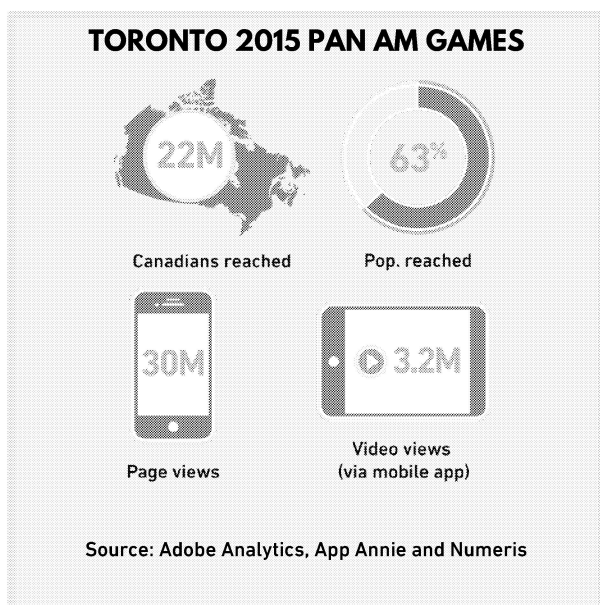 TORONTO 2015 PAN AM GAMES
22M
63%
Canadians reached
Pop. reached
30M
3.2M
Page views
Video views
(via mobile app)
Source: Adobe Analytics, App Annie and Numeris